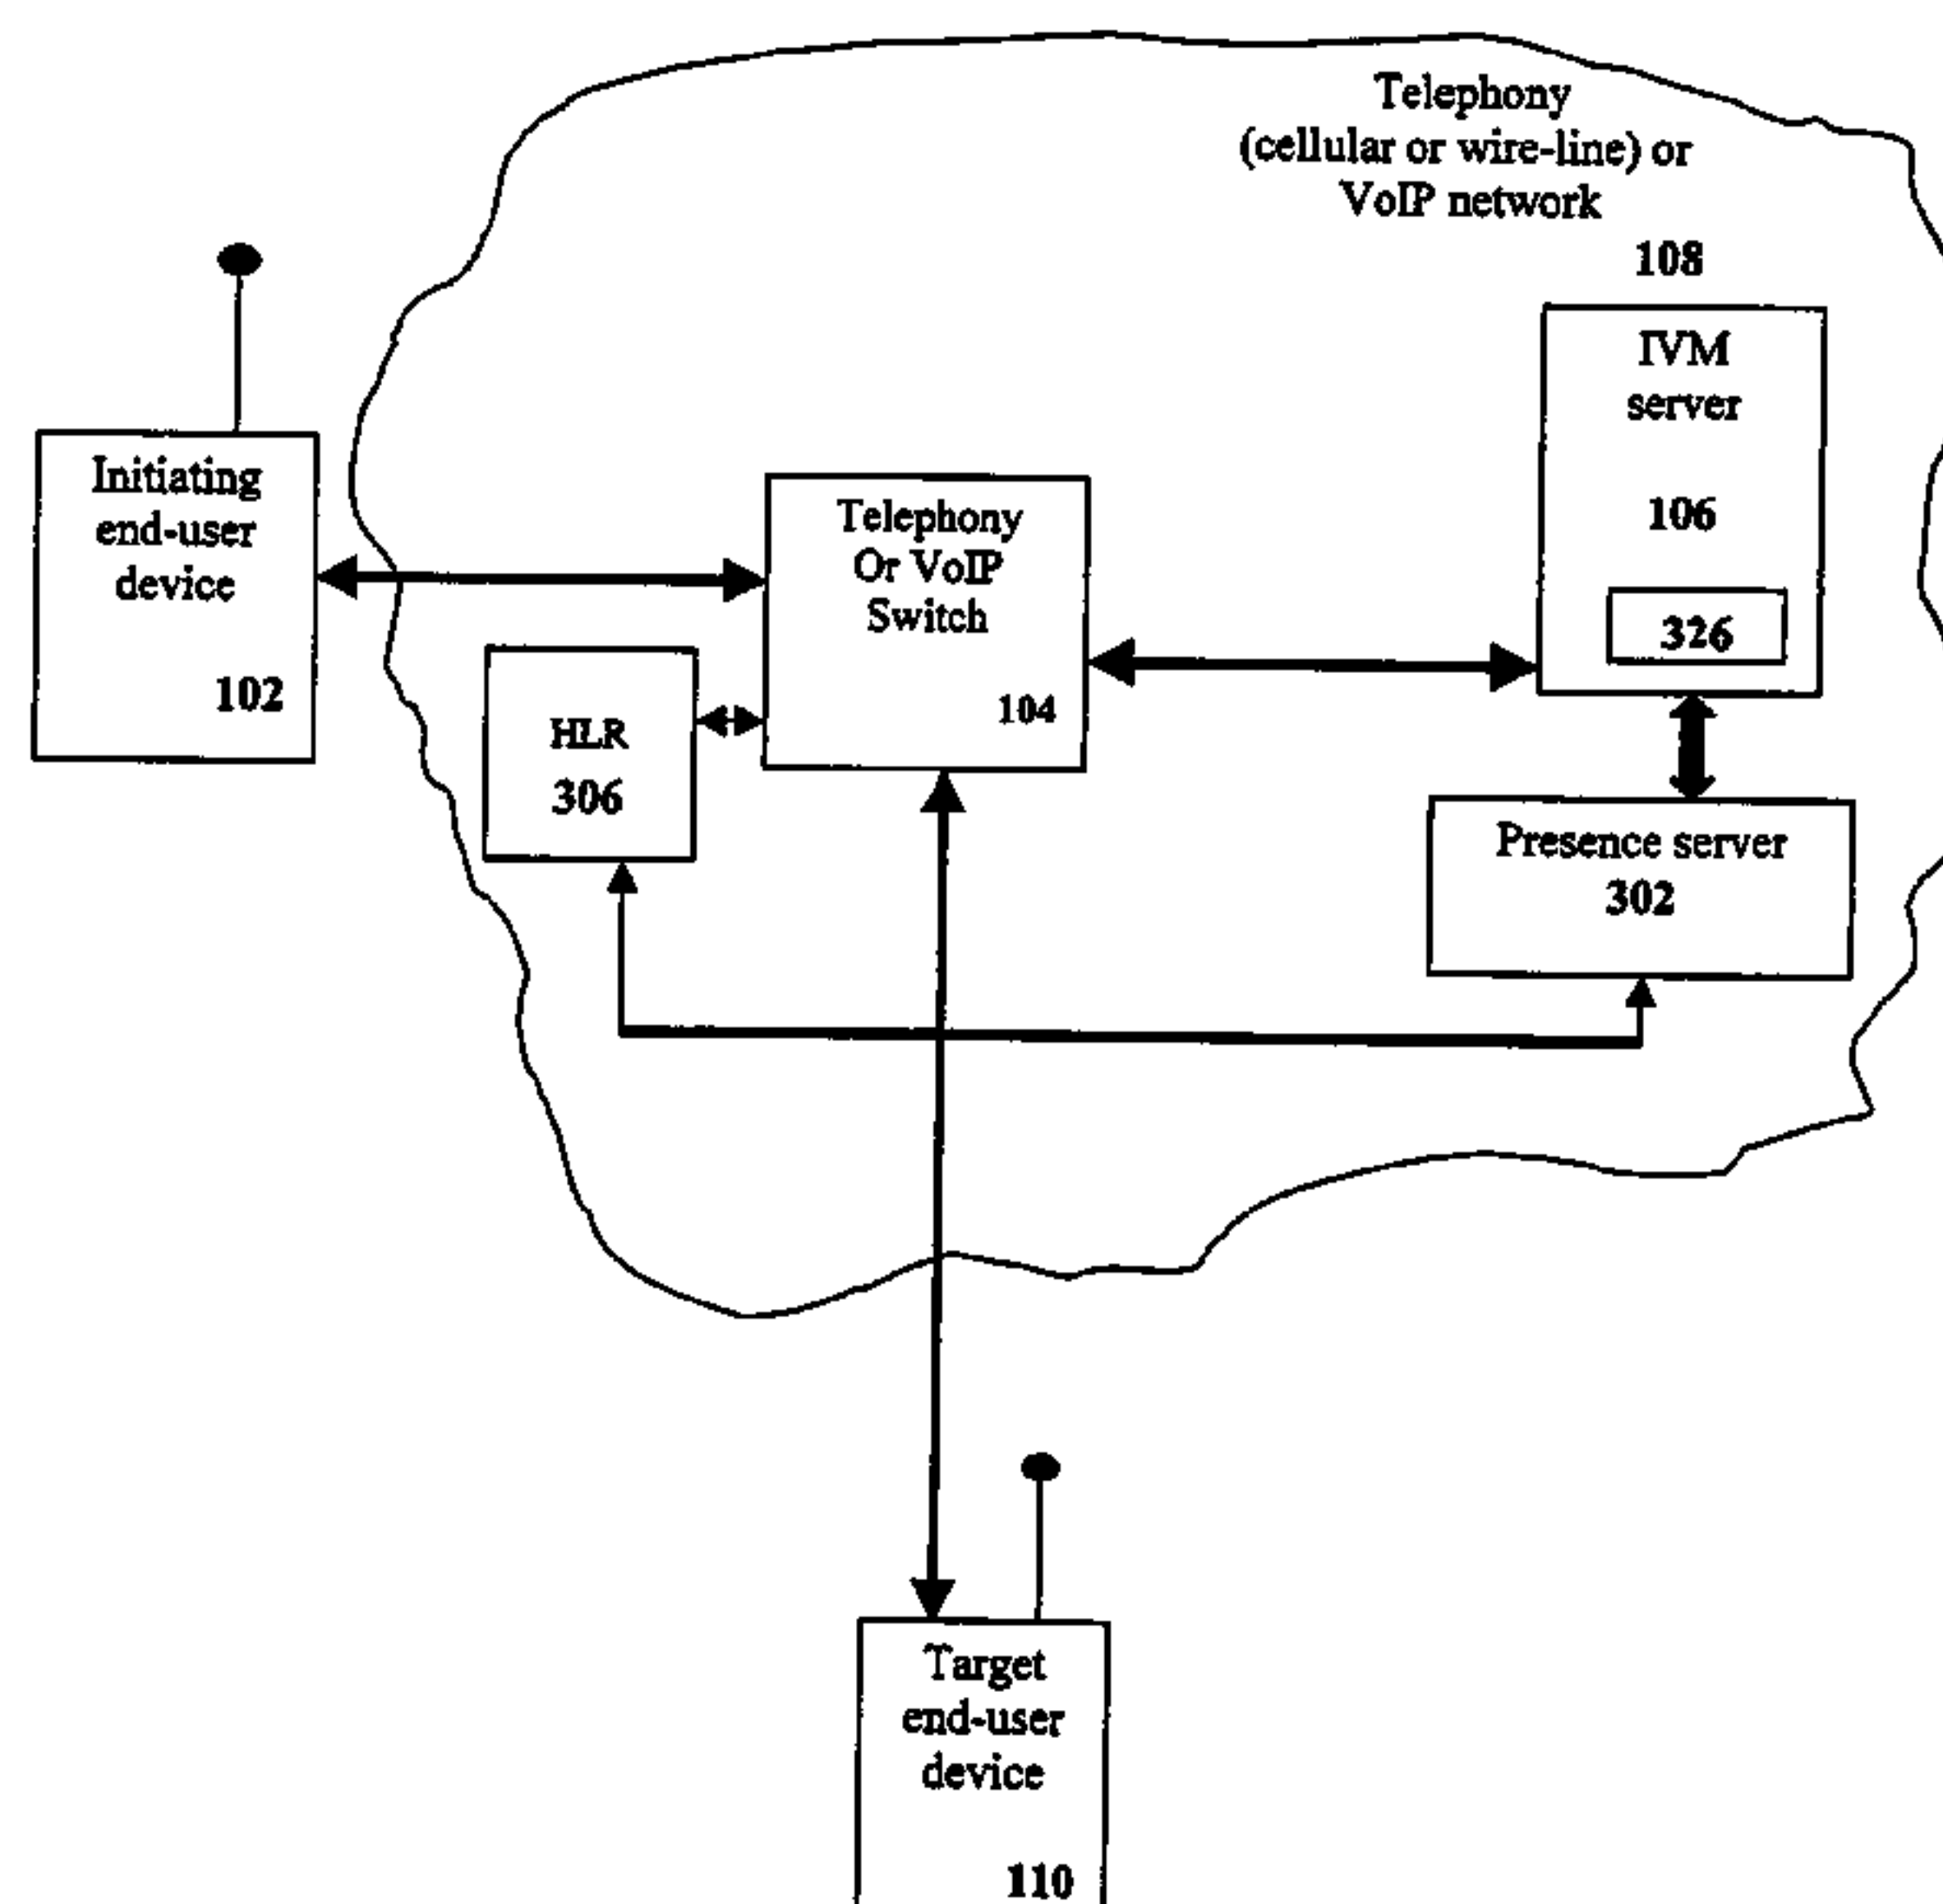 Telephony
(cellular or wire-line) or
VoIP network
108
IVM
server
106
326
Initiating
end-user
device
102
Telephony
Or VoIP
Switch
104
HLR
306
Presence server
302
Target
end-user
device
110